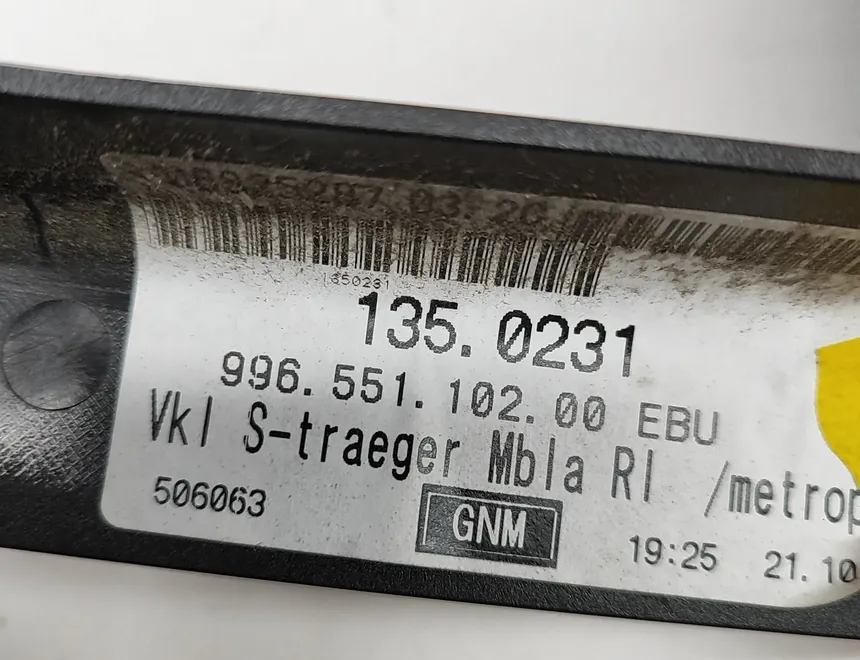 1350231
135.0231
996.551.102.00 EBU
Vkl S-traeger Mbla Rl /metrop
506063
GNM
19:25 21.10